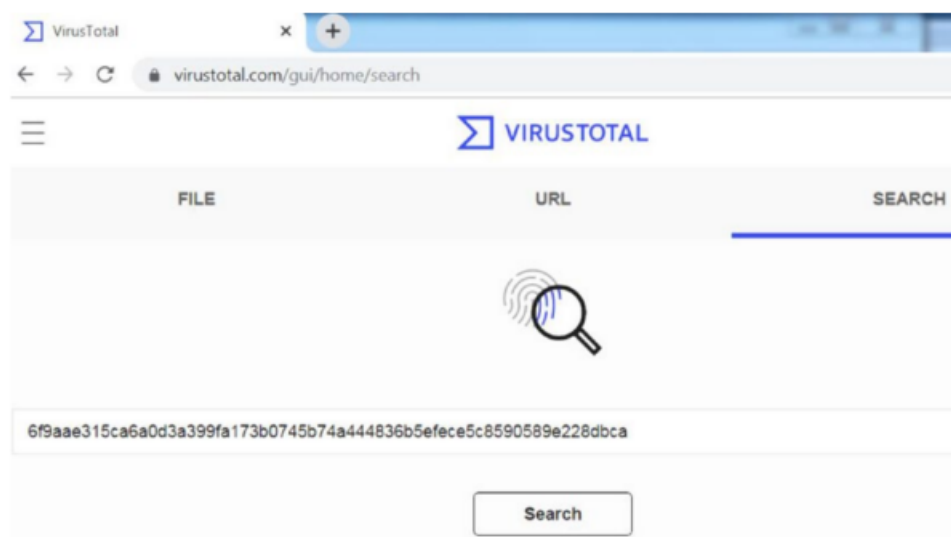 VirusTotal
virustotal.com/gui/home/search
VIRUSTOTAL
FILE URL SEARCH
6f9aae315ca6a0d3a399fa173b0745b74a444836b5efece5c8590589e228dbca
Search